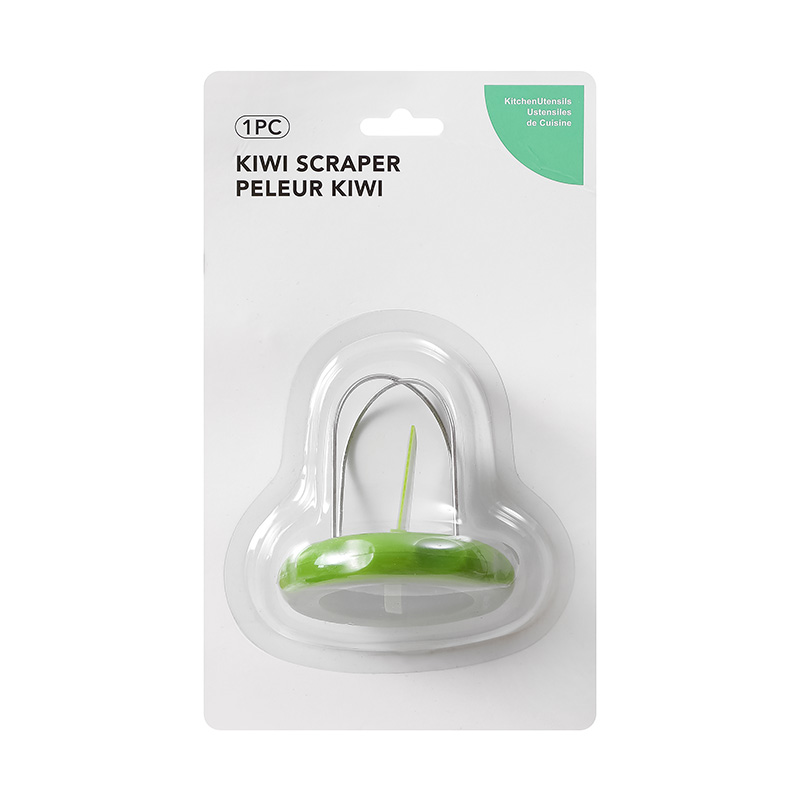 1PC
KIWI SCRAPER
PELEUR KIWI
KitchenUtensils
Ustensiles
de Cuisine